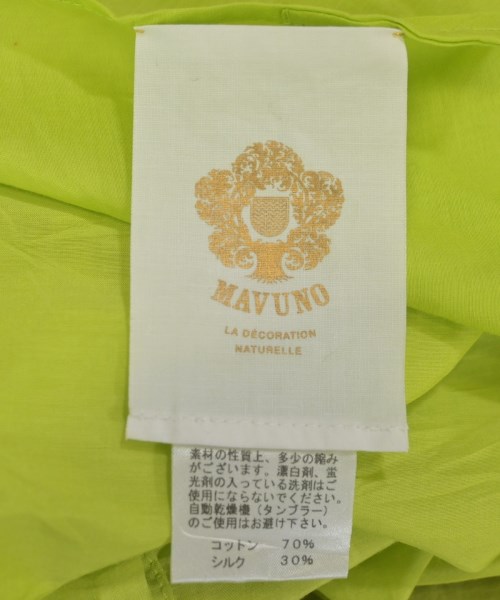 MAVUNO
LA DÉCORATION
NATURELLE
素材の性質上、多少の縮み
がございます。漂白剤、蛍
光剤の入っている洗剤はご
使用にならないでください。
自動乾燥機（タンブラー）
のご使用はお避け下さい。
コットン 70%
シルク 30%